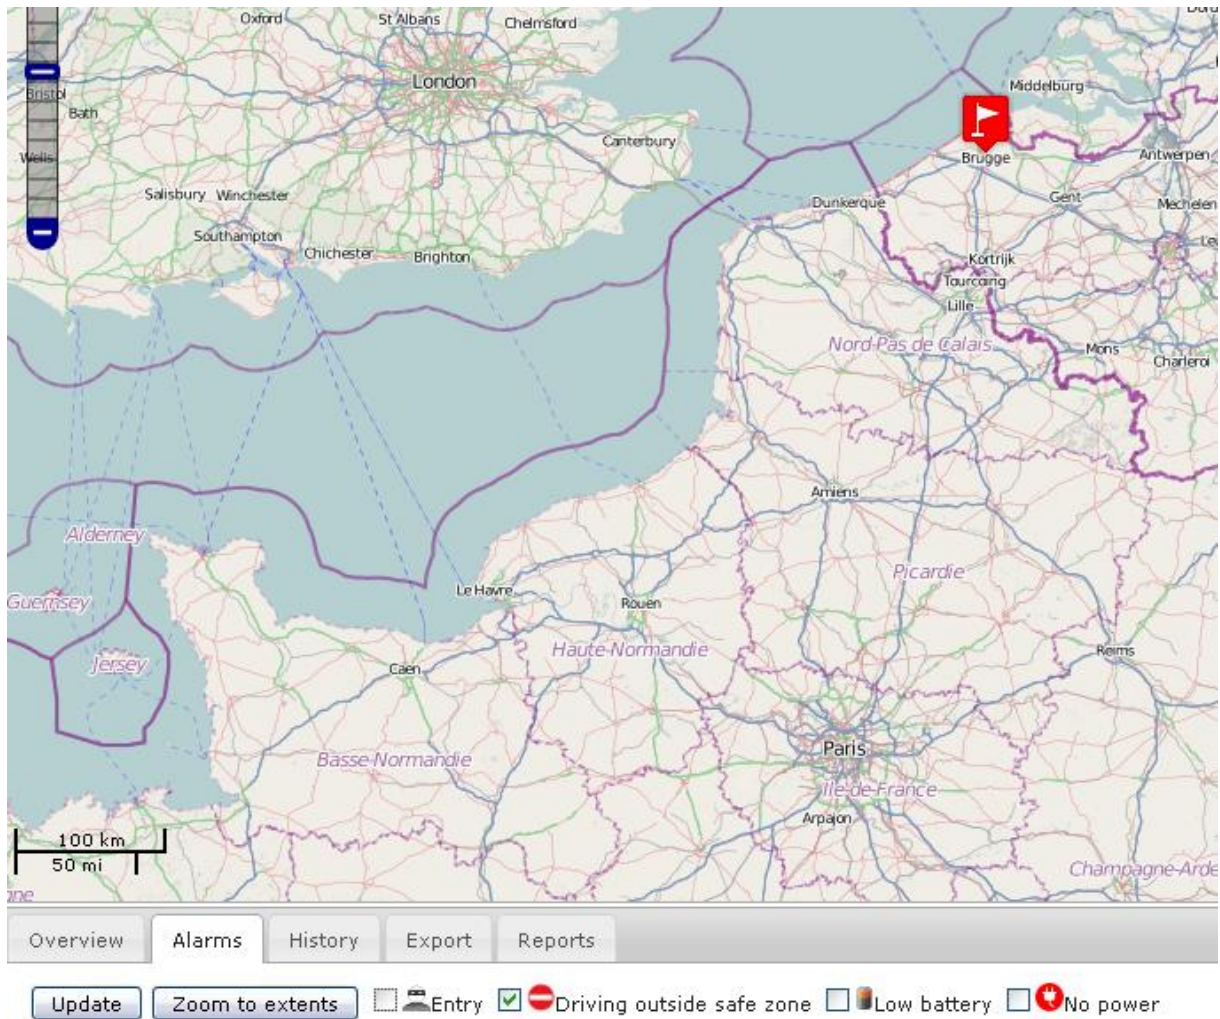 Oxford
St Albans
Chelmsford
London
Middelburg
Bristol
Bath
Canterbury
Brugge
Antwerpen
Wells
Salisbury Winchester
Dunkerque
Gent
Mechelen
Southampton
Chichester
Brighton
Kortrijk
Tourcoing
Lille
Nord-Pas de Calais
Mons
Charleroi
Amiens
Alderney
Picardie
Guernsey
Le Havre
Rouen
Jersey
Caen
Haute-Normandie
Reims
Paris
Basse-Normandie
Île-de-France
Arpajon
100 km
50 mi
Champagne-Arde
Overview Alarms History Export Reports
Update Zoom to extents Entry Driving outside safe zone Low battery No power